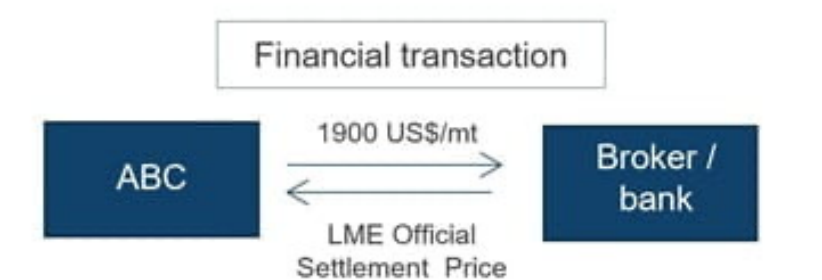 Financial transaction
1900 US$/mt
ABC
Broker /
bank
LME Official
Settlement Price